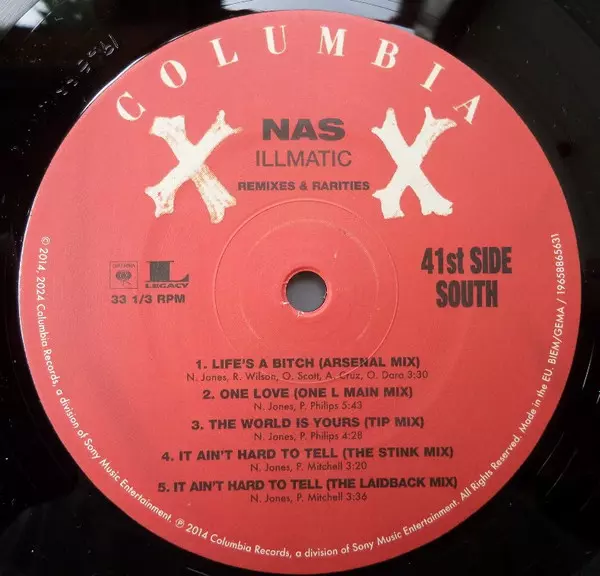 COLUMBIA
XX
NAS
ILLMATIC
REMIXES & RARITIES
COLUMBIA
L
LEGACY
33 1/3 RPM
41st SIDE
SOUTH
1. LIFE'S A BITCH (ARSENAL MIX)
N. Jones, R. Wilson, O. Scott, A. Cruz, O. Dara 3:30
2. ONE LOVE (ONE L MAIN MIX)
N. Jones, P. Philips 5:43
3. THE WORLD IS YOURS (TIP MIX)
N. Jones, P. Philips 4:28
4. IT AIN'T HARD TO TELL (THE STINK MIX)
N. Jones, P. Mitchell 3:20
5. IT AIN'T HARD TO TELL (THE LAIDBACK MIX)
N. Jones, P. Mitchell 3:36
© 2014, 2024 Columbia Records, a division of Sony Music Entertainment. ℗ 2014 Columbia Records, a division of Sony Music Entertainment. All Rights Reserved. Made in the EU. BIEM/GEMA / 19658865631